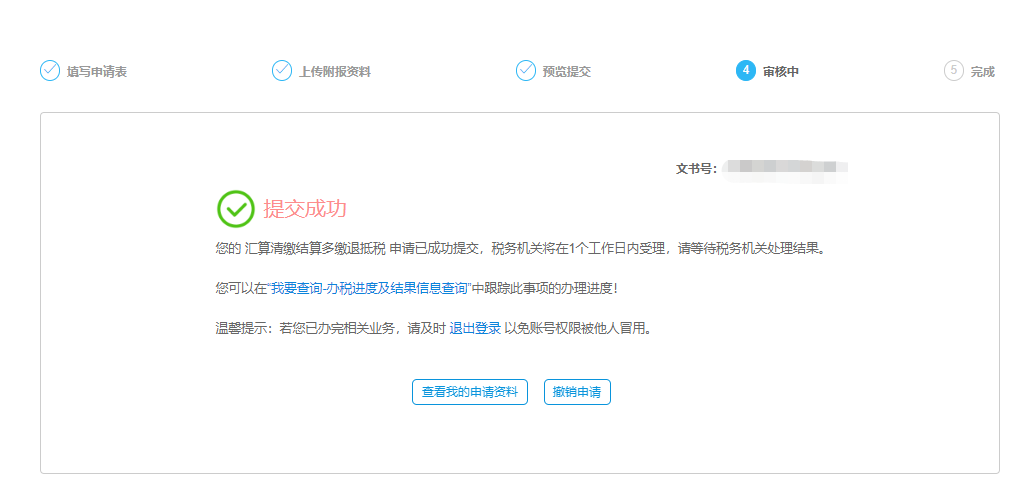 填写申请表
上传附报资料
预览提交
4 审核中
5 完成
文书号：
提交成功
您的 汇算清缴结算多缴退抵税 申请已成功提交，税务机关将在1个工作日内受理，请等待税务机关处理结果。
您可以在“我要查询-办税进度及结果信息查询”中跟踪此事项的办理进度！
温馨提示：若您已办完相关业务，请及时 退出登录 以免账号权限被他人冒用。
查看我的申请资料
撤销申请